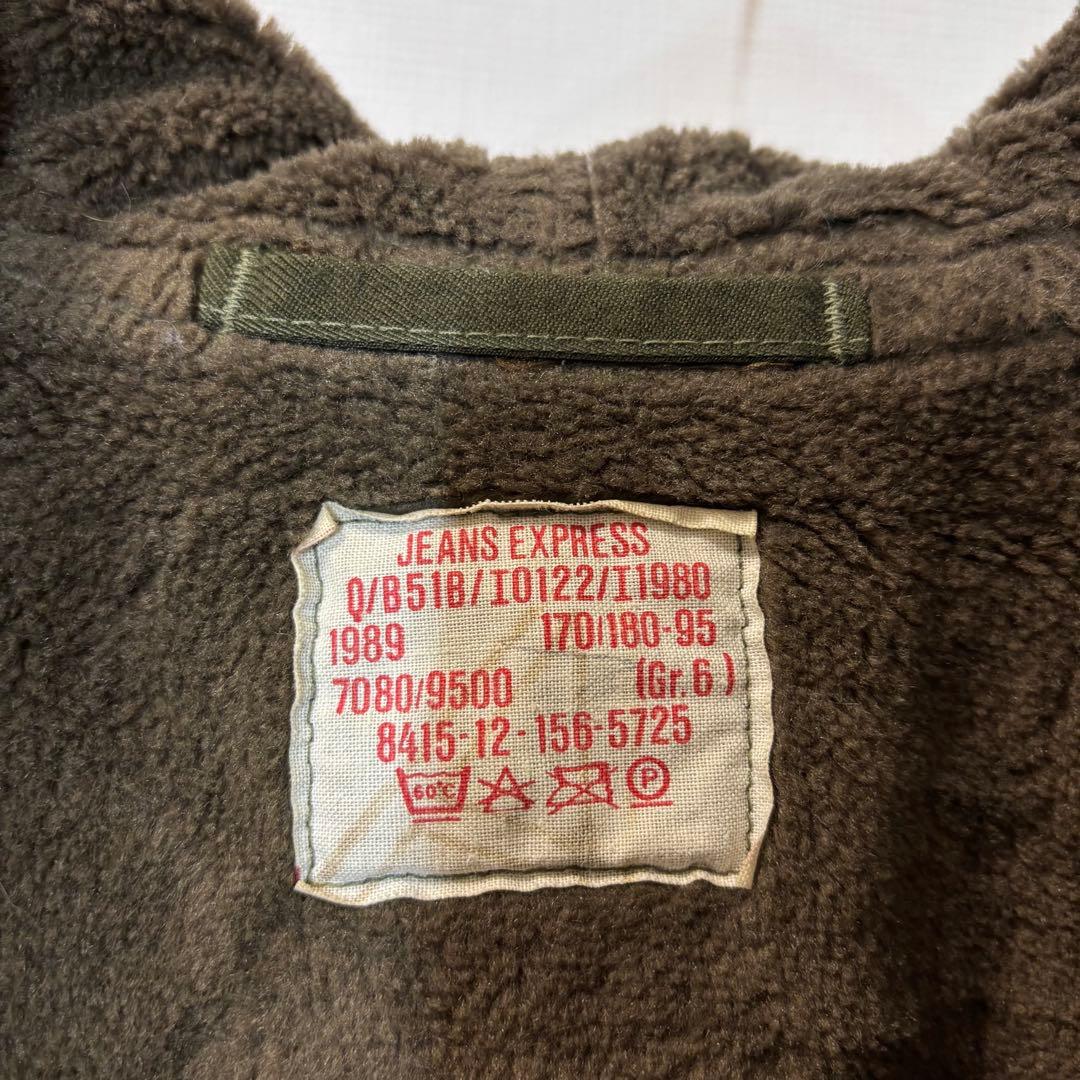 JEANS EXPRESS
Q/B51B/I0122/I1980
1989 170/180-95
7080/9500 (Gr.6)
8415-12-156-5725
60°C A P